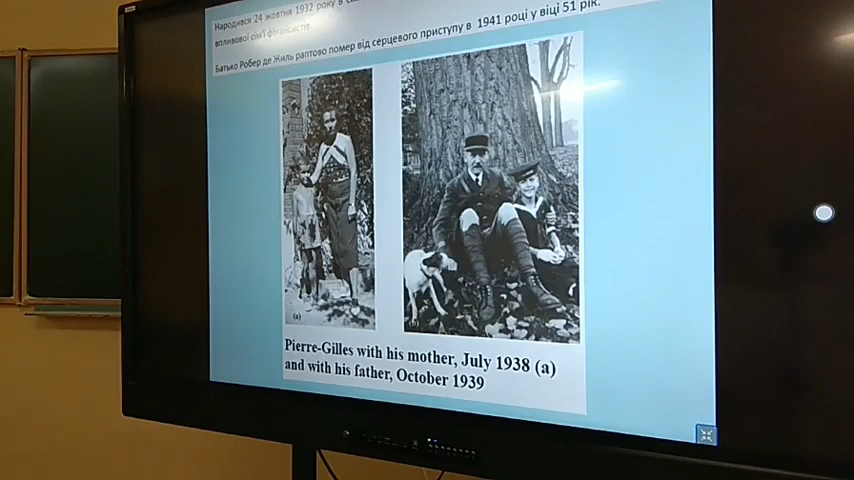 Народився 24 жовтня 1932 року в
впливової сім'ї фінансистів.
Батько Робер де Жиль раптово помер від серцевого приступу в 1941 році у віці 51 рік.
(a)
Pierre-Gilles with his mother, July 1938 (a)
and with his father, October 1939